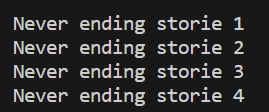 Never ending storie 1
Never ending storie 2
Never ending storie 3
Never ending storie 4